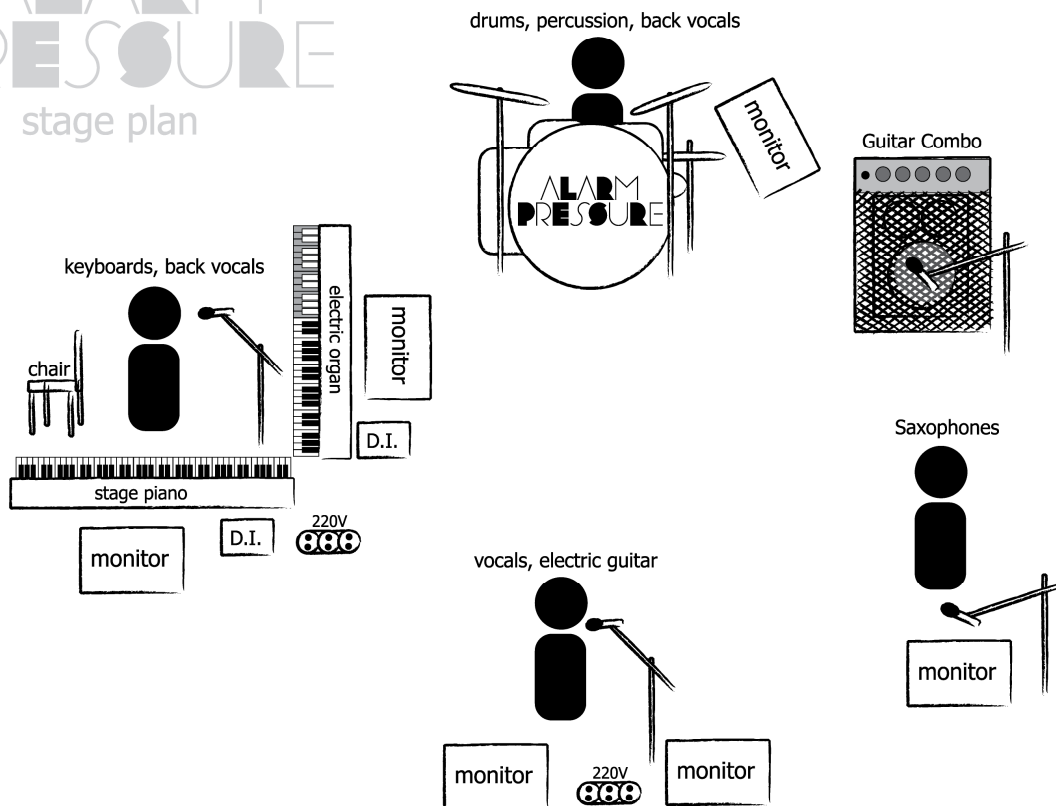 ALARM
PRESSURE
stage plan
drums, percussion, back vocals
monitor
ALARM
PRESSURE
Guitar Combo
keyboards, back vocals
electric organ
monitor
chair
D.I.
stage piano
Saxophones
monitor
D.I.
220V
vocals, electric guitar
monitor
monitor
220V
monitor